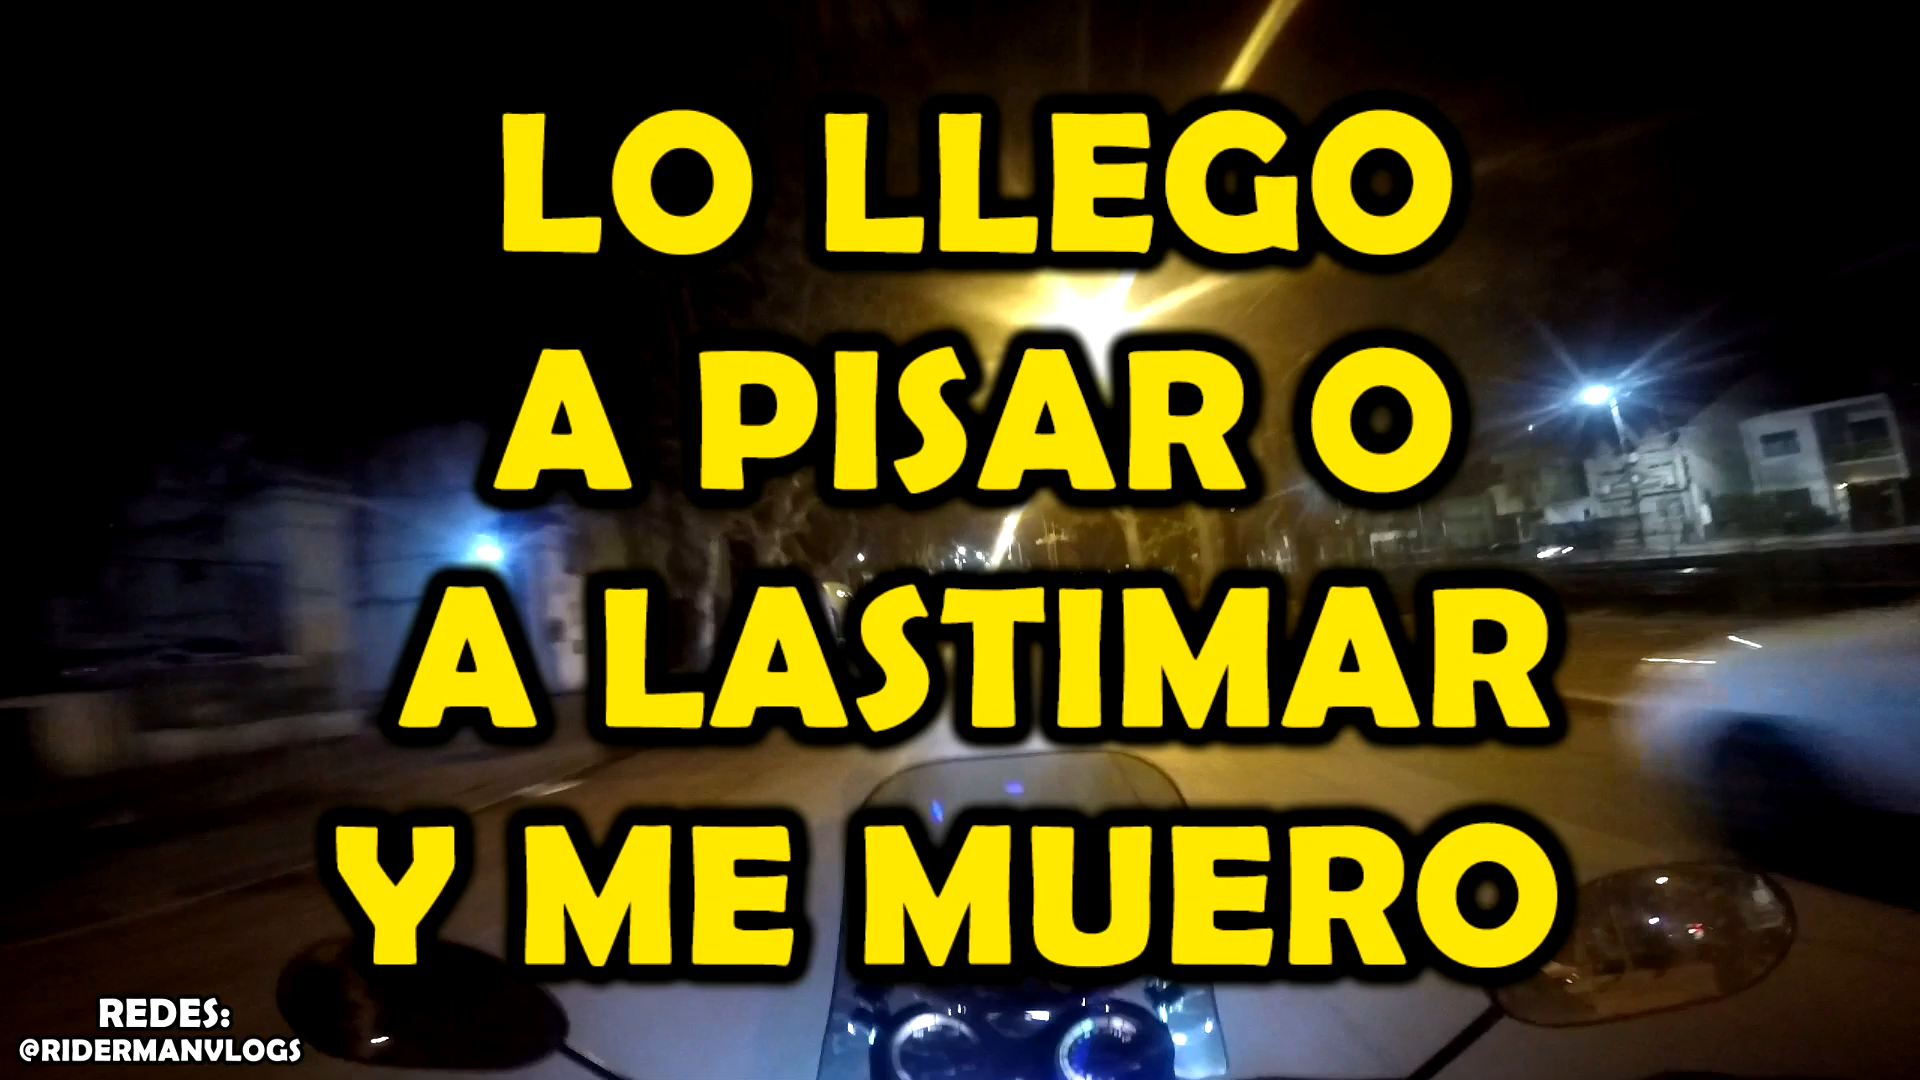 LO LLEGO
A PISAR O
A LASTIMAR
Y ME MUERO
REDES:
@RIDERMANVLOGS